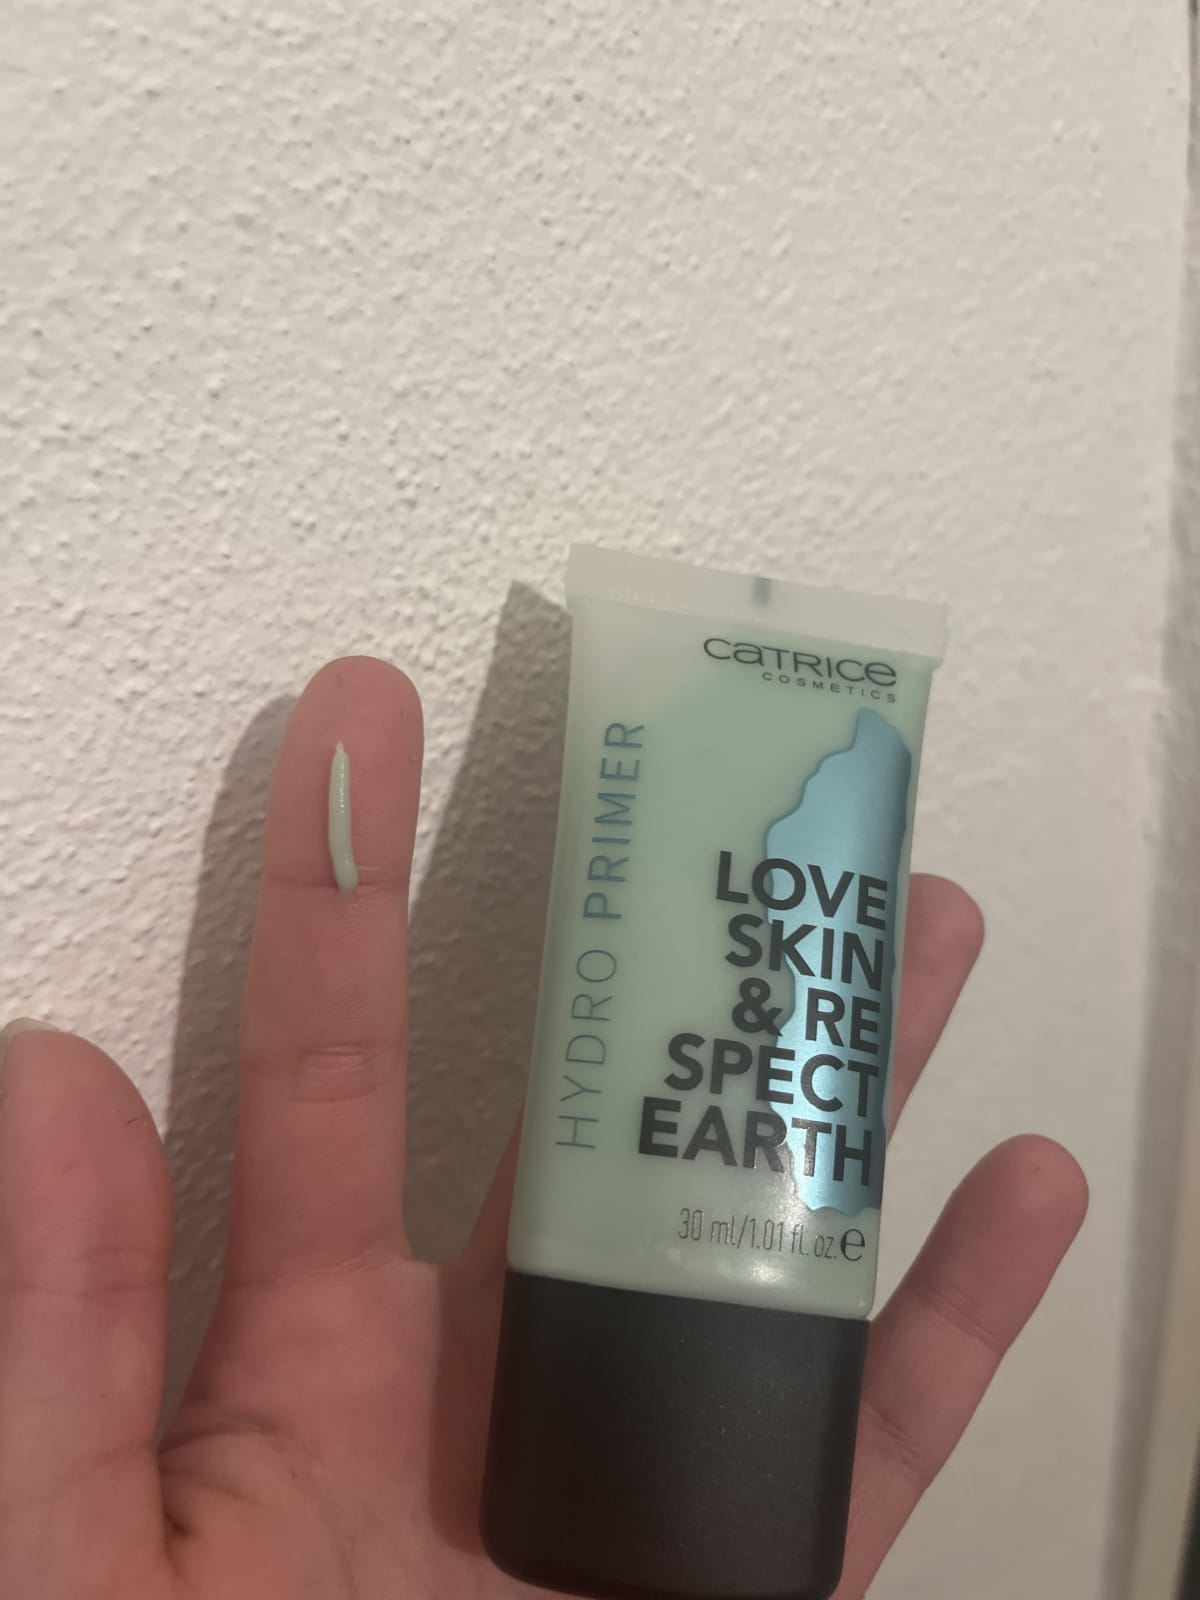 CATRICE
COSMETICS
HYDRO PRIMER
LOVE
SKIN
& RE
SPECT
EARTH
30 ml/1.01 fl. oz. e